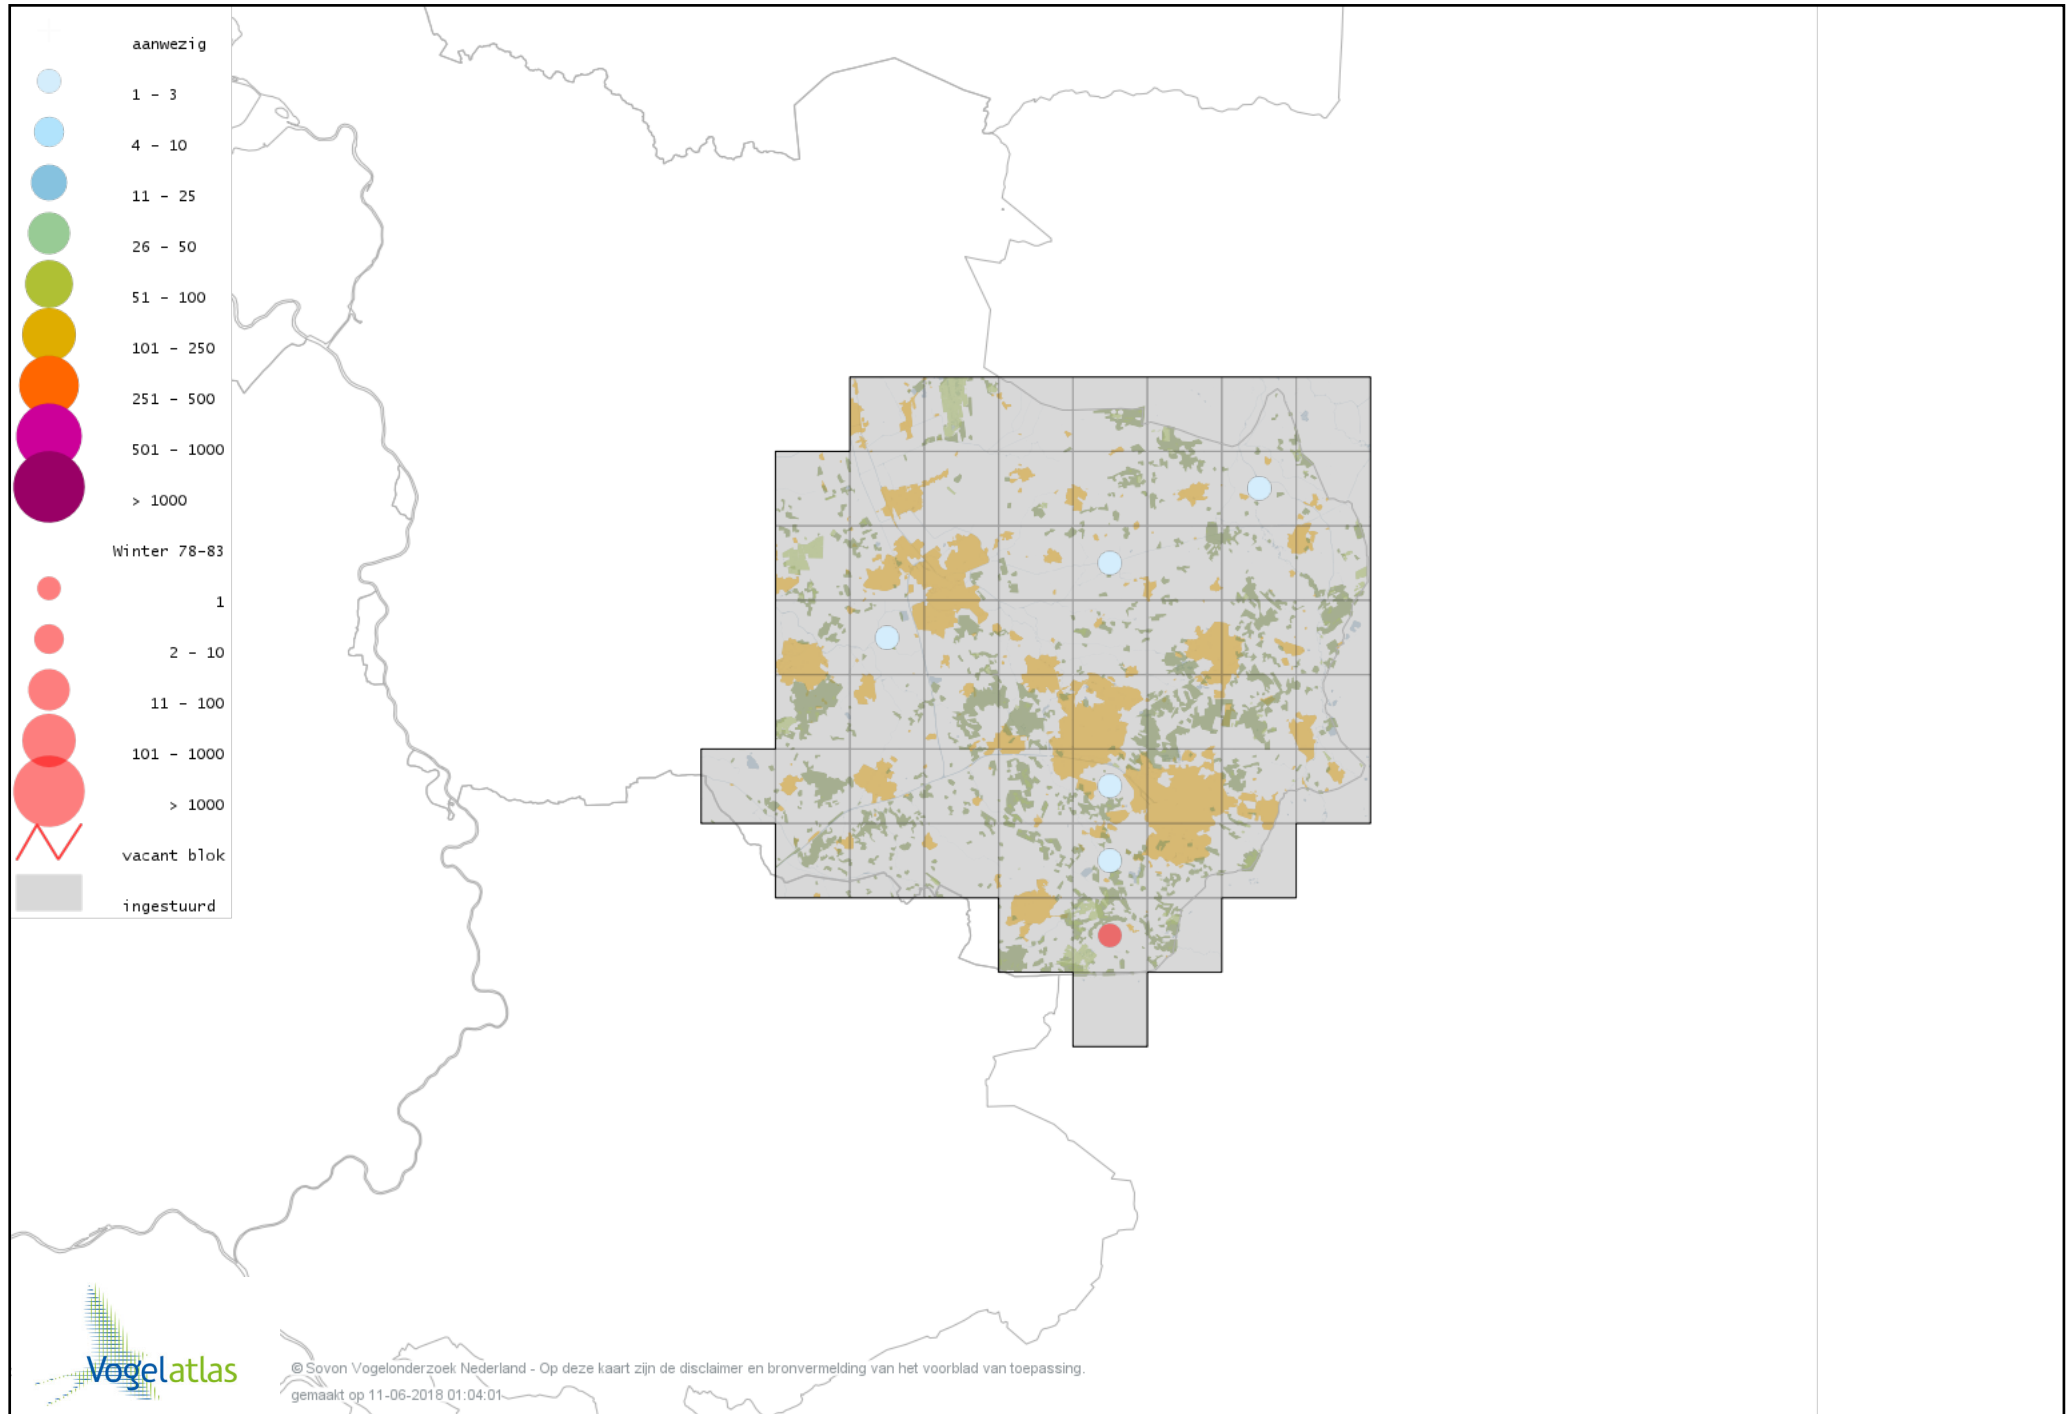 aanwezig
1 - 3
4 - 10
11 - 25
26 - 50
51 - 100
101 - 250
251 - 500
501 - 1000
> 1000
Winter 78-83
1
2 - 10
11 - 100
101 - 1000
> 1000
vacant blok
ingestuurd
Vogelatlas
© Sovon Vogelonderzoek Nederland - Op deze kaart zijn de disclaimer en bronvermelding van het voorblad van toepassing.
gemaakt op 11-06-2018 01:04:01